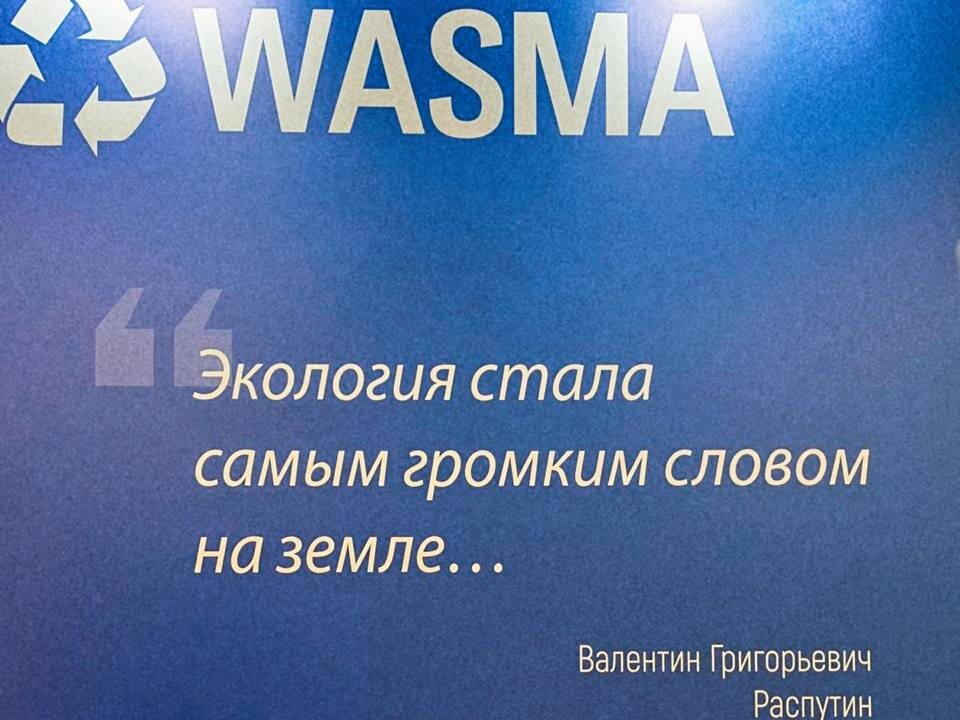 WASMA
“Экология стала
самым громким словом
на земле...
Валентин Григорьевич
Распутин